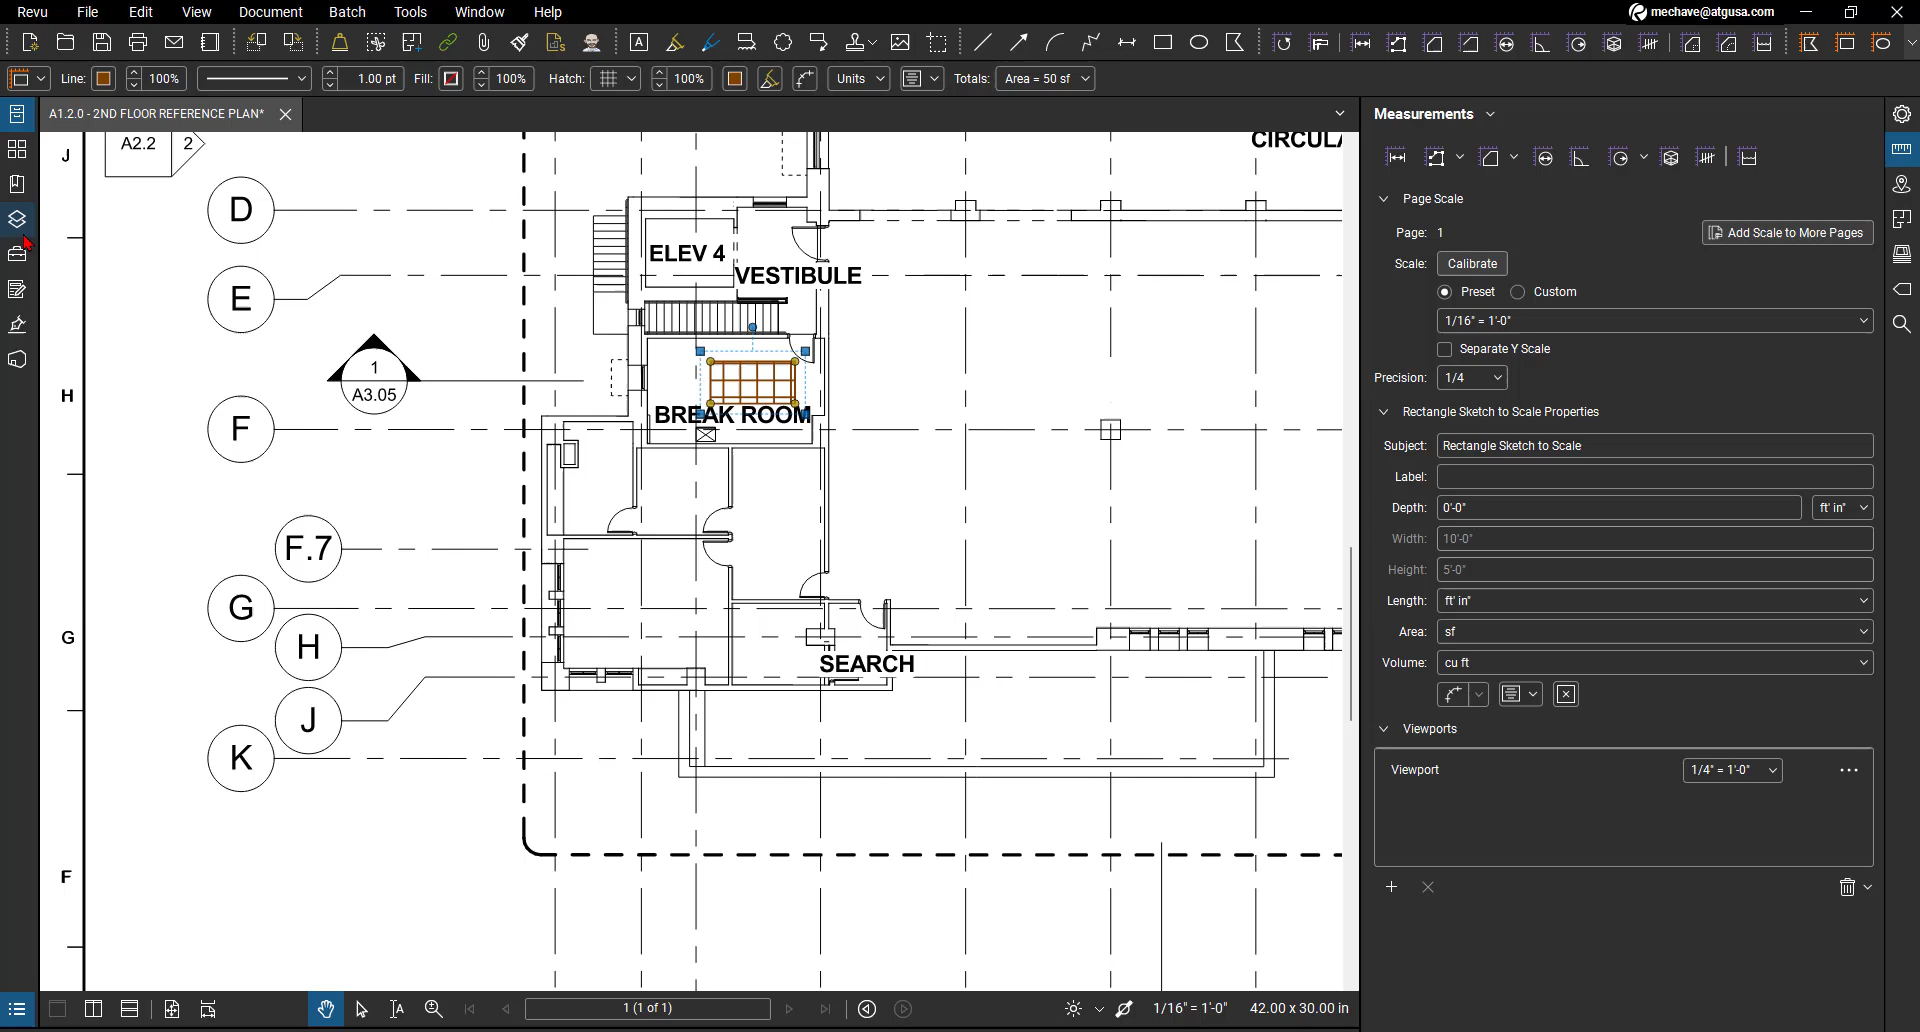 Revu File Edit View Document Batch Tools Window Help mechave@atgusa.com
Line: 100% 1.00 pt Fill: 100% Hatch: 100% Units Totals: Area = 50 sf
A1.2.0 - 2ND FLOOR REFERENCE PLAN*
Measurements
J
A2.2 2
CIRCULA
D
ELEV 4
VESTIBULE
E
1
A3.05
H
BREAK ROOM
F
F.7
G
G
H
SEARCH
J
K
F
Page Scale
Page: 1 Add Scale to More Pages
Scale: Calibrate
Preset Custom
1/16" = 1'-0"
Separate Y Scale
Precision: 1/4
Rectangle Sketch to Scale Properties
Subject: Rectangle Sketch to Scale
Label:
Depth: 0'-0" ft' in"
Width: 10'-0"
Height: 5'-0"
Length: ft' in"
Area: sf
Volume: cu ft
Viewports
Viewport 1/4" = 1'-0"
1 (1 of 1) 1/16" = 1'-0" 42.00 x 30.00 in